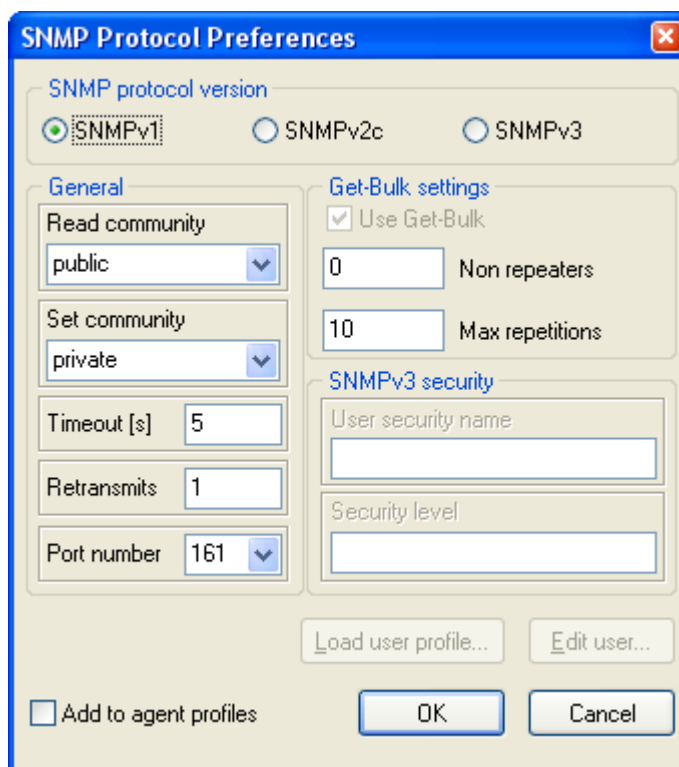 SNMP Protocol Preferences
SNMP protocol version
SNMPv1
SNMPv2c
SNMPv3
General
Read community
public
Set community
private
Timeout [s]
5
Retransmits
1
Port number
161
Get-Bulk settings
Use Get-Bulk
0
Non repeaters
10
Max repetitions
SNMPv3 security
User security name
Security level
Load user profile...
Edit user...
Add to agent profiles
OK
Cancel